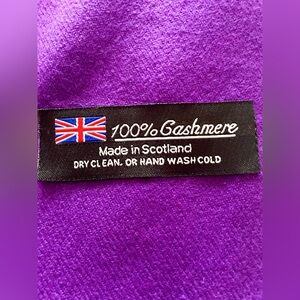 100% Cashmere
Made in Scotland
DRY CLEAN. OR HAND WASH COLD